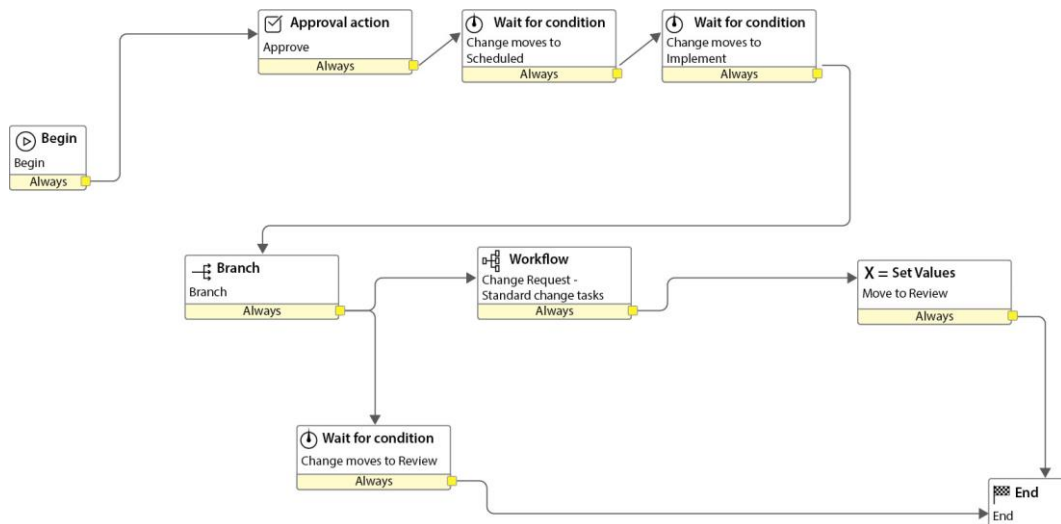 Approval action
Approve
Always
Wait for condition
Change moves to
Scheduled
Always
Wait for condition
Change moves to
Implement
Always
Begin
Begin
Always
Branch
Branch
Always
Workflow
Change Request -
Standard change tasks
Always
X = Set Values
Move to Review
Always
Wait for condition
Change moves to Review
Always
End
End